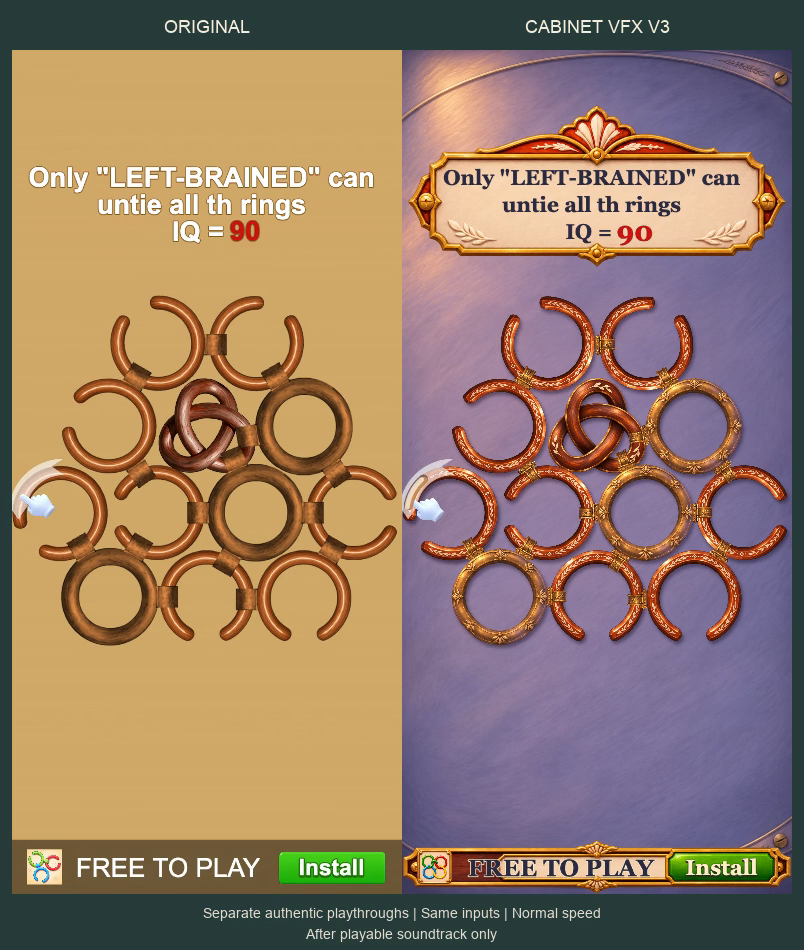 ORIGINAL
CABINET VFX V3
Only "LEFT-BRAINED" can
untie all th rings
IQ = 90
Only "LEFT-BRAINED" can
untie all th rings
IQ = 90
FREE TO PLAY
Install
FREE TO PLAY
Install
Separate authentic playthroughs | Same inputs | Normal speed
After playable soundtrack only